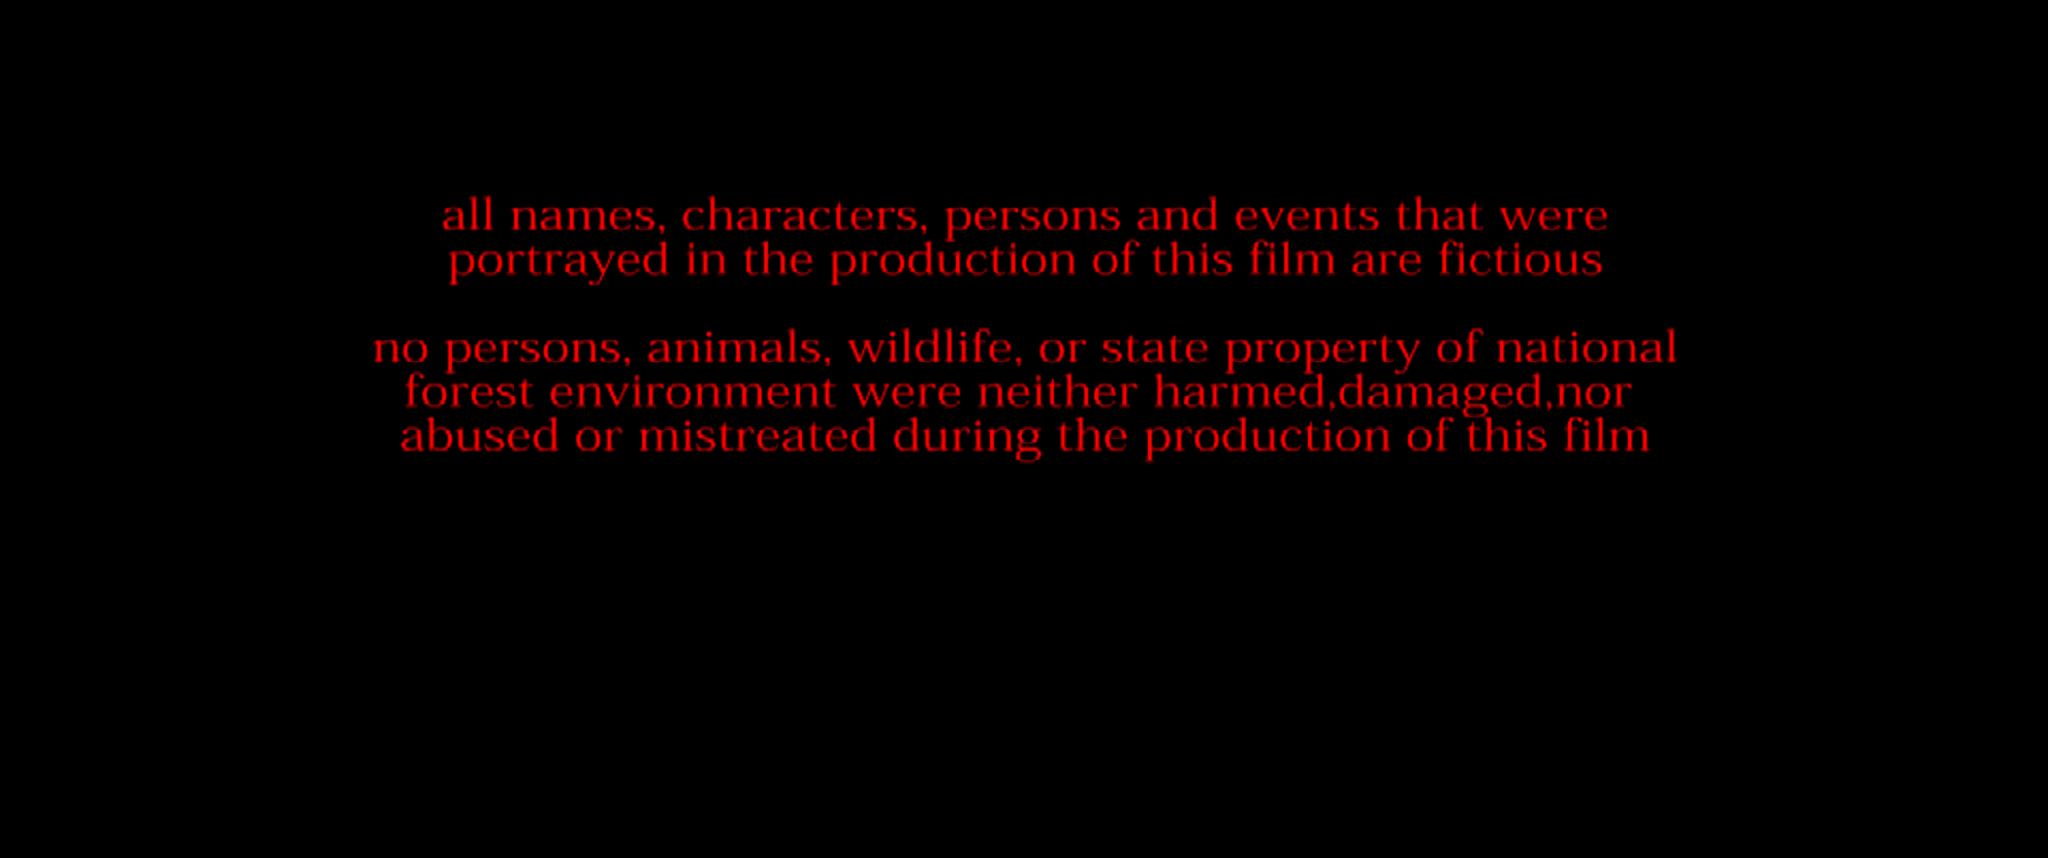 all names, characters, persons and events that were
portrayed in the production of this film are fictious
no persons, animals, wildlife, or state property of national
forest environment were neither harmed,damaged,nor
abused or mistreated during the production of this film